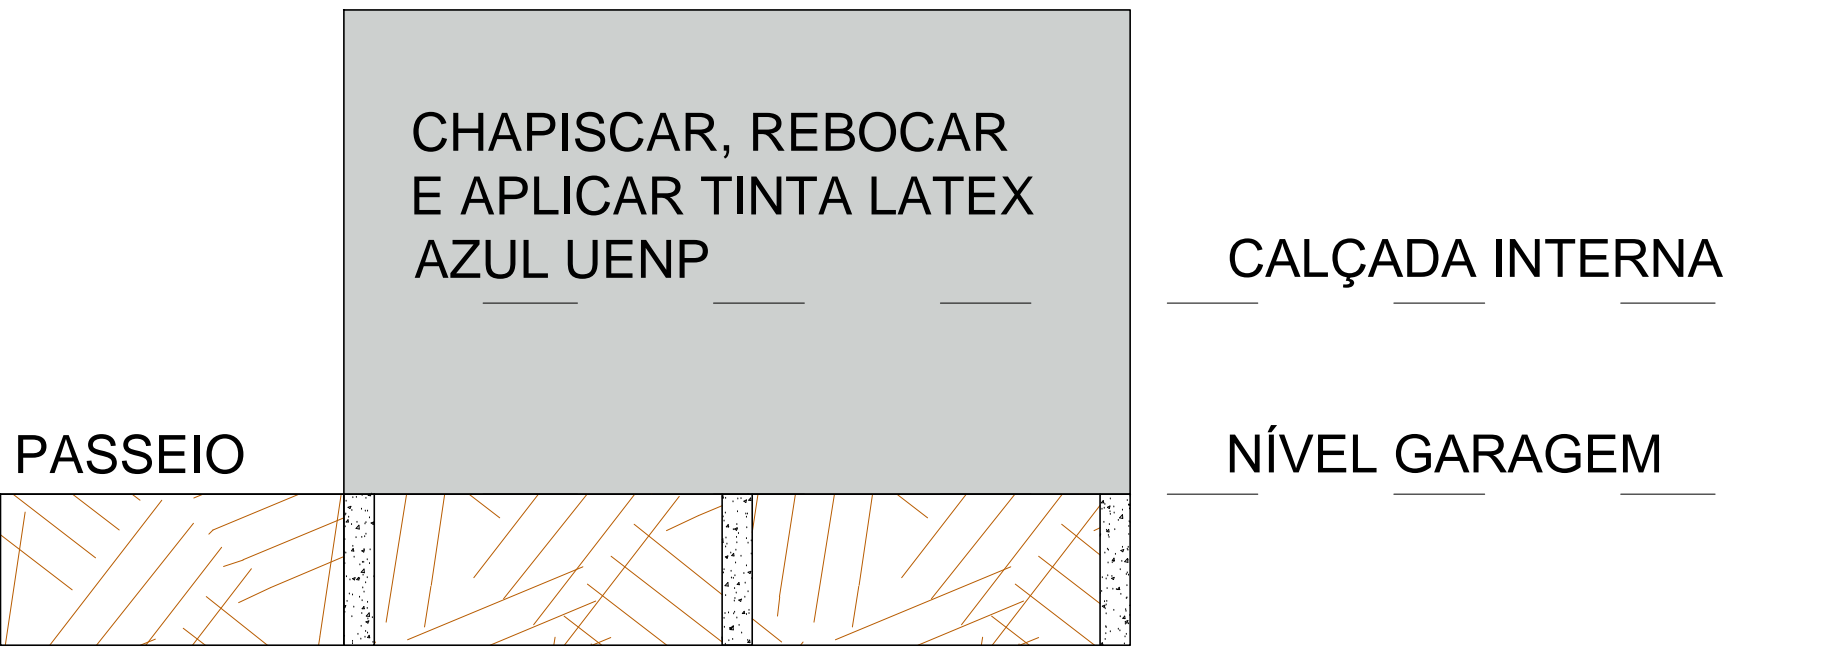 CHAPISCAR, REBOCAR
E APLICAR TINTA LATEX
AZUL UENP
CALÇADA INTERNA
PASSEIO
NÍVEL GARAGEM